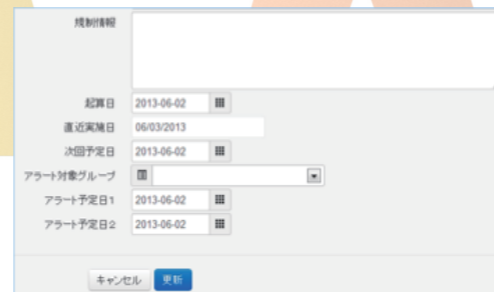 規制情報
起算日 2013-06-02
直近実施日 06/03/2013
次回予定日 2013-06-02
アラート対象グループ
アラート予定日1 2013-06-02
アラート予定日2 2013-06-02
キャンセル 更新